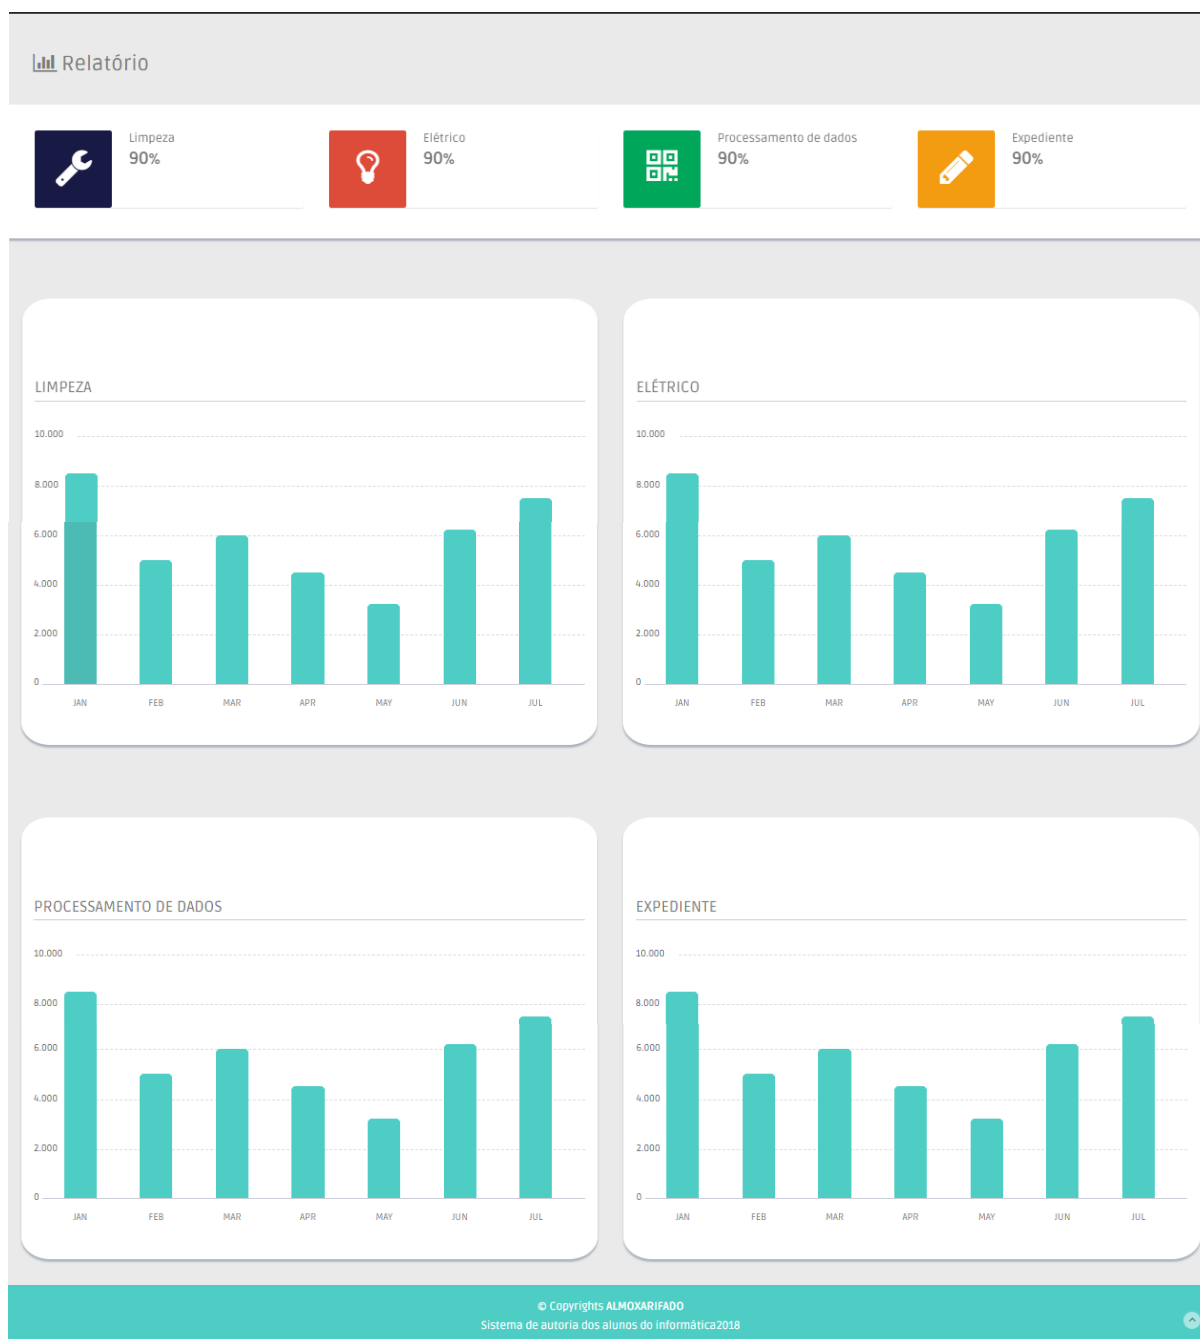 Relatório
Limpeza
90%
Elétrico
90%
Processamento de dados
90%
Expediente
90%
LIMPEZA
10.000
8.000
6.000
4.000
2.000
0
JAN FEB MAR APR MAY JUN JUL
ELÉTRICO
10.000
8.000
6.000
4.000
2.000
0
JAN FEB MAR APR MAY JUN JUL
PROCESSAMENTO DE DADOS
10.000
8.000
6.000
4.000
2.000
0
JAN FEB MAR APR MAY JUN JUL
EXPEDIENTE
10.000
8.000
6.000
4.000
2.000
0
JAN FEB MAR APR MAY JUN JUL
© Copyrights ALMOXARIFADO
Sistema de autoria dos alunos do informática2018